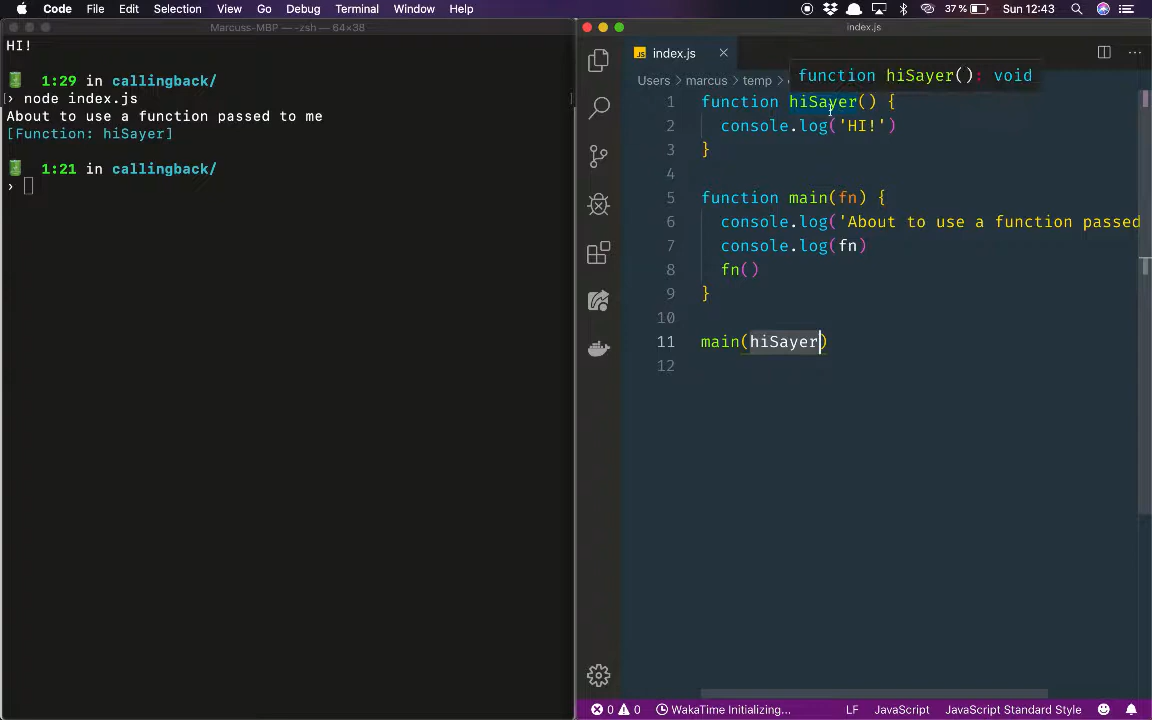 Code File Edit Selection View Go Debug Terminal Window Help
37% Sun 12:43
Marcuss-MBP — -zsh — 64×38
HI!
1:29 in callingback/
› node index.js
About to use a function passed to me
[Function: hiSayer]
1:21 in callingback/
›
index.js
JS index.js ×
Users › marcus › temp ›
function hiSayer(): void
1 function hiSayer() {
2 console.log('HI!')
3 }
4
5 function main(fn) {
6 console.log('About to use a function passed
7 console.log(fn)
8 fn()
9 }
10
11 main(hiSayer)
12
0 0 WakaTime Initializing... LF JavaScript JavaScript Standard Style